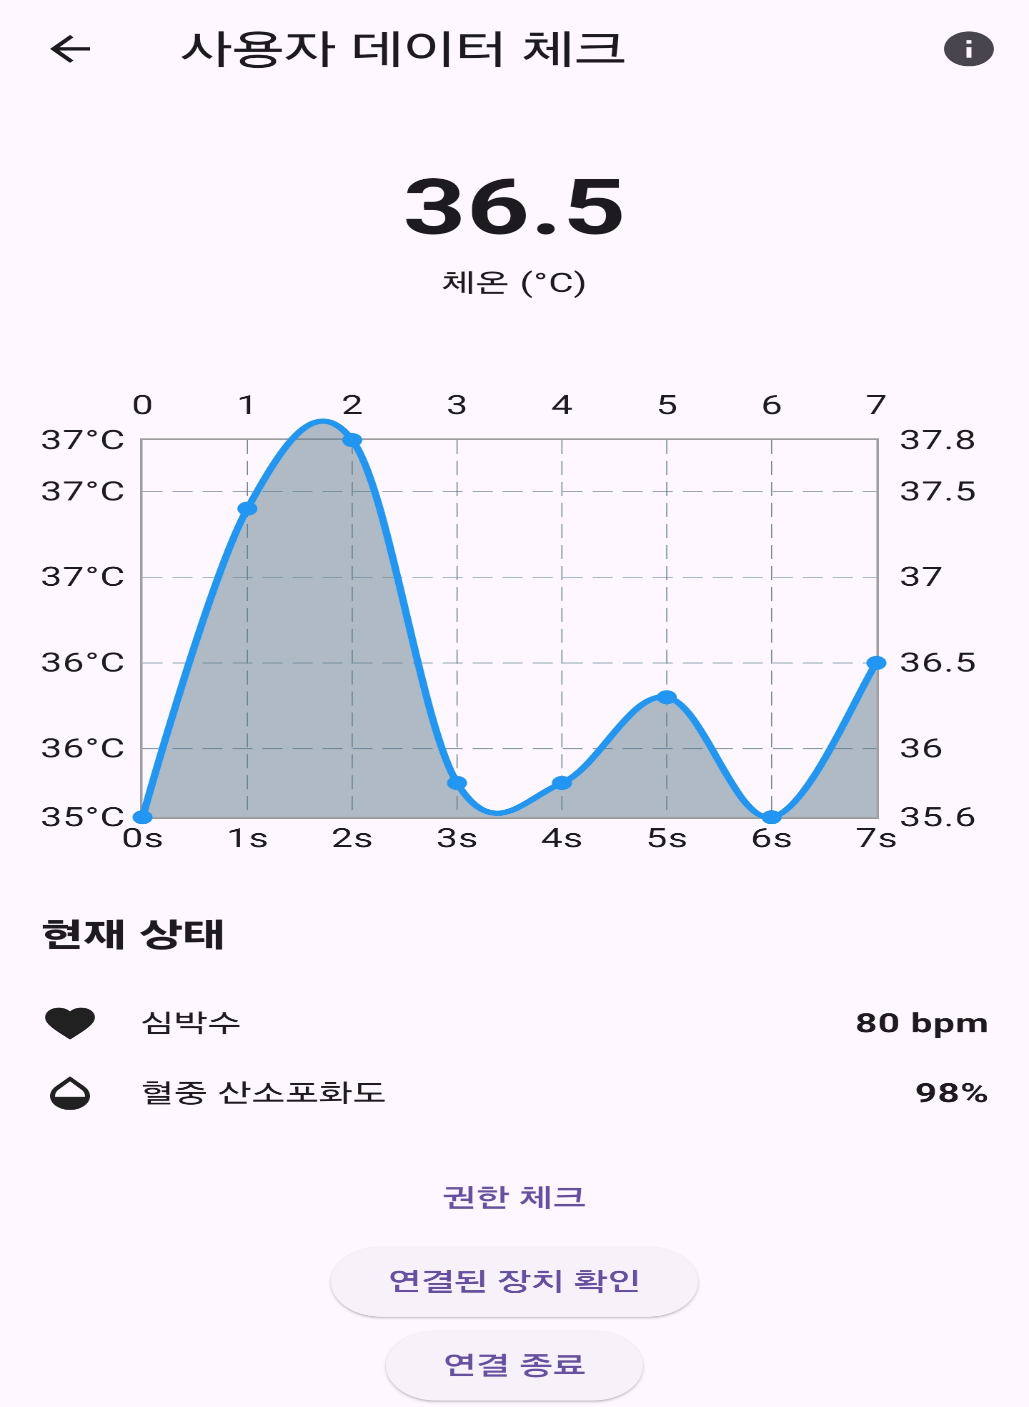 사용자 데이터 체크
36.5
체온 (°C)
0 1 2 3 4 5 6 7
37°C 37.8
37°C 37.5
37°C 37
36°C 36.5
36°C 36
35°C 35.6
0s 1s 2s 3s 4s 5s 6s 7s
현재 상태
심박수 80 bpm
혈중 산소포화도 98%
권한 체크
연결된 장치 확인
연결 종료